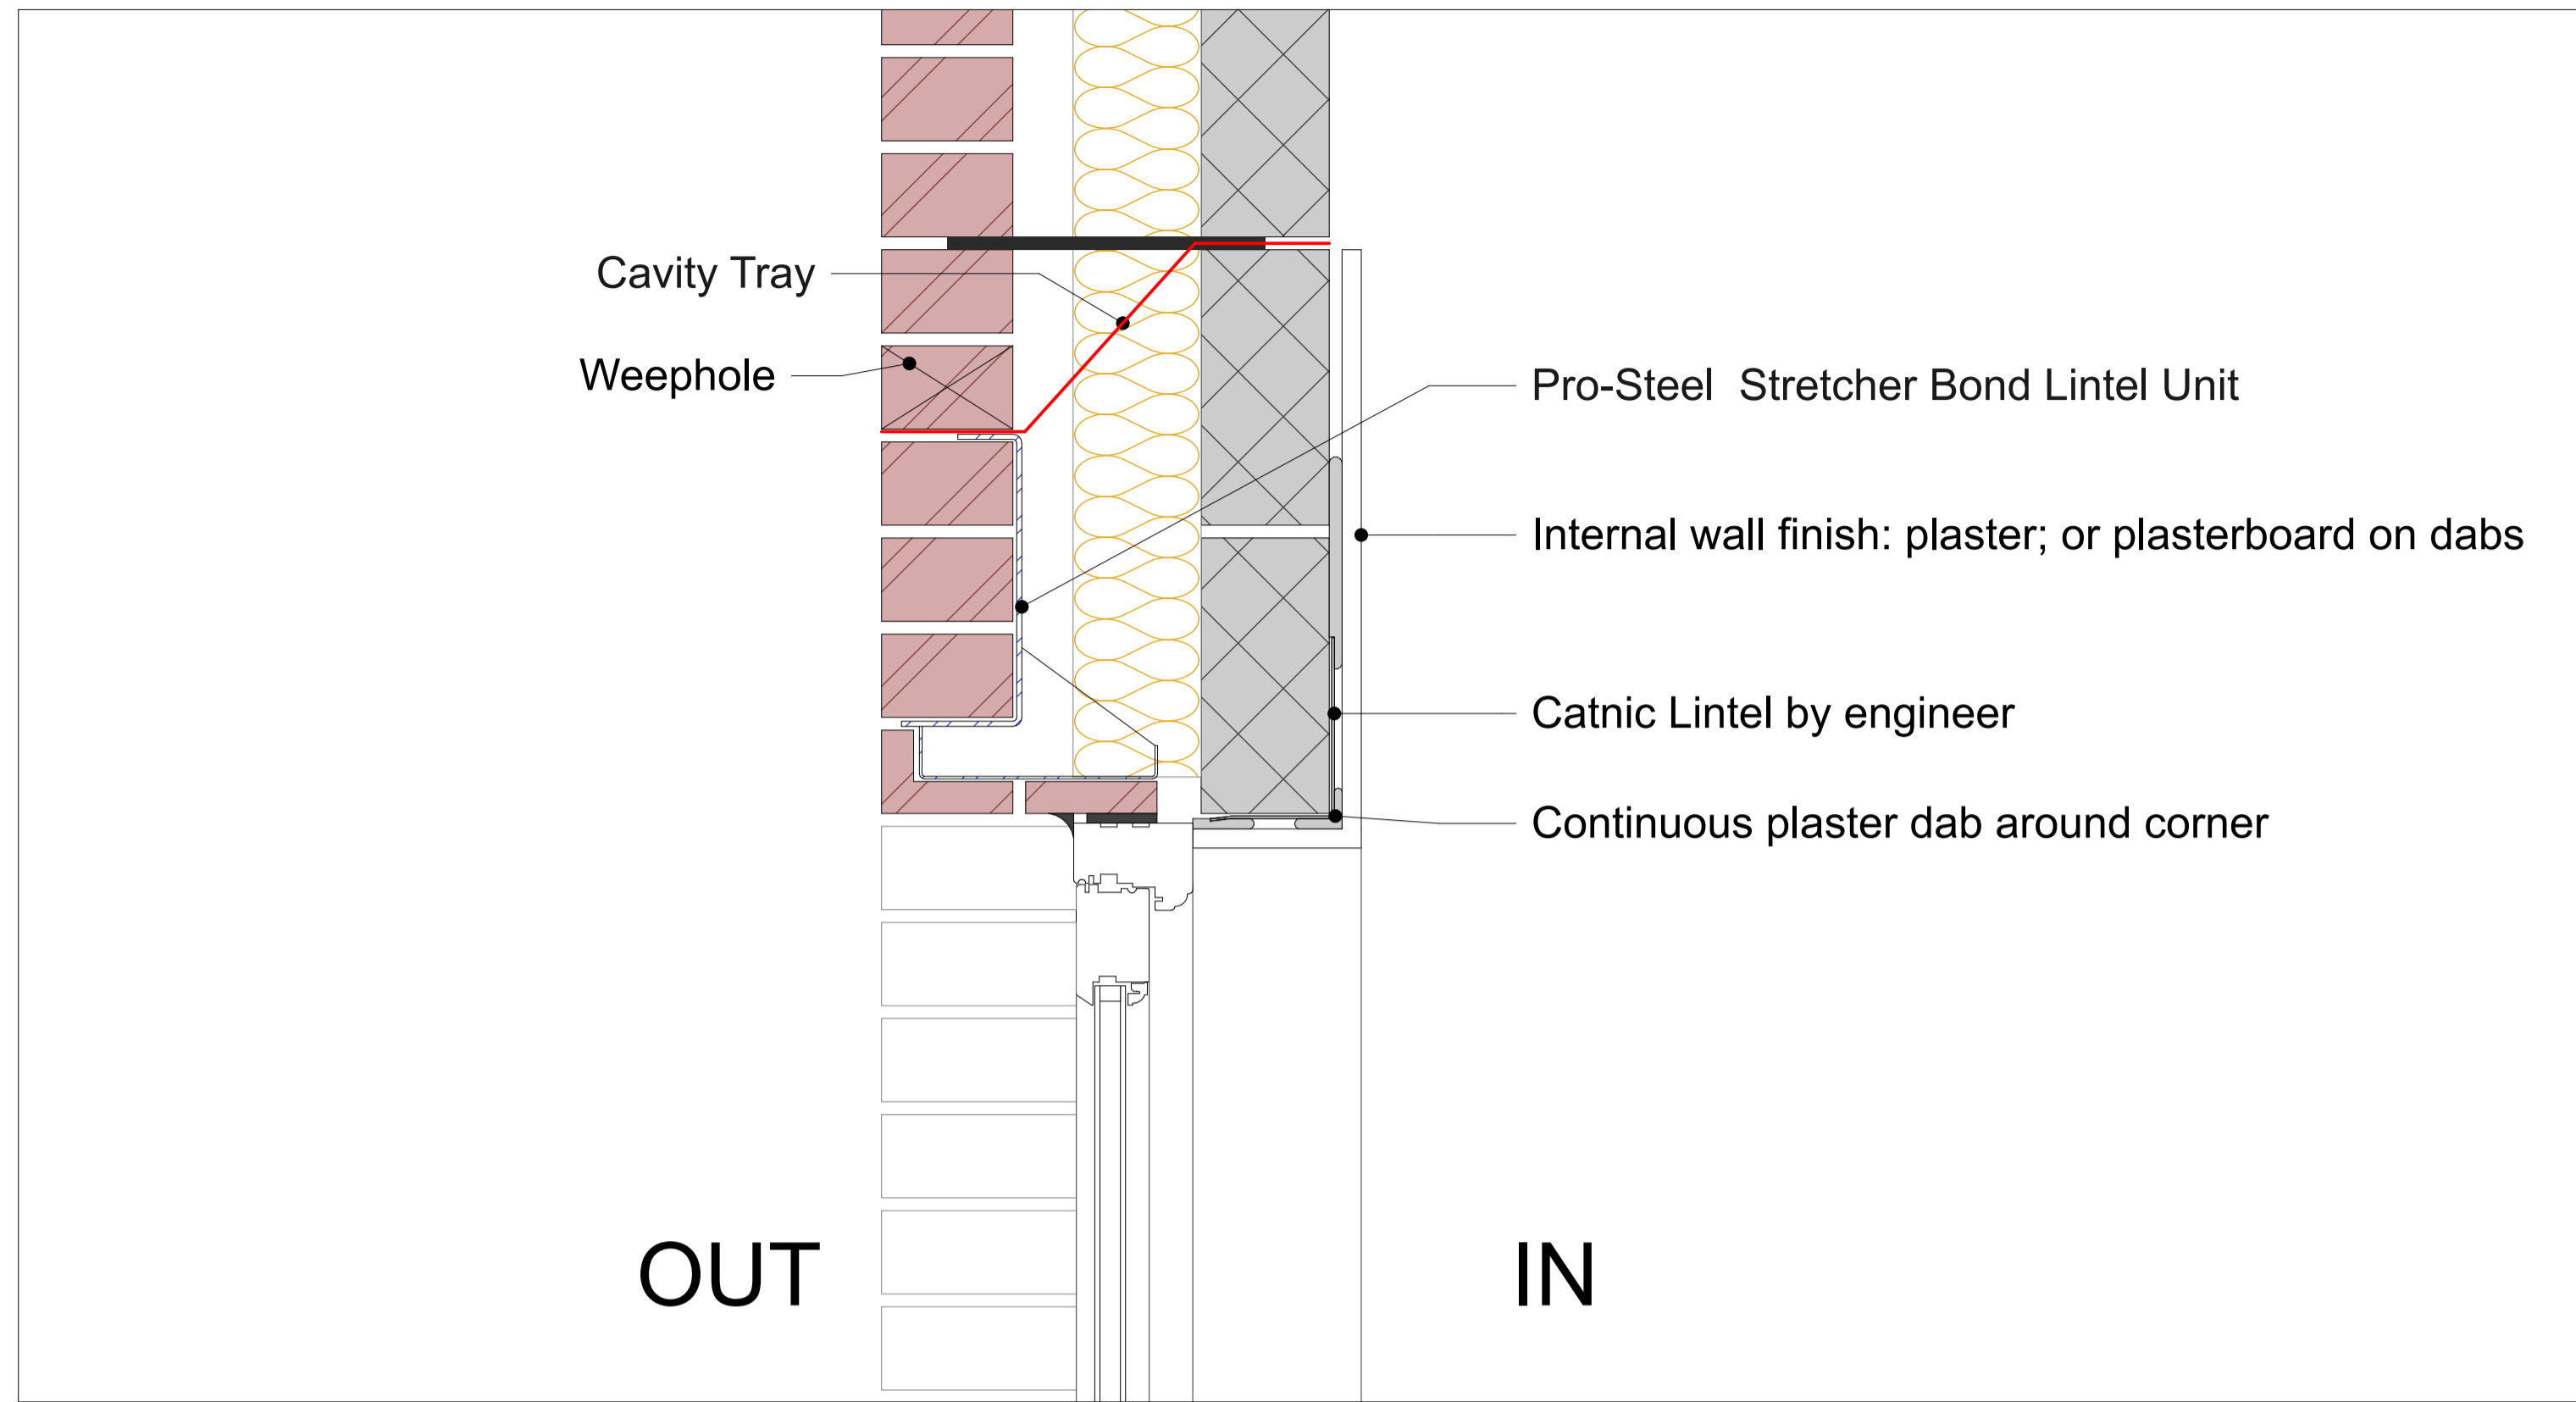 Cavity Tray
Weephole
Pro-Steel  Stretcher Bond Lintel Unit
Internal wall finish: plaster; or plasterboard on dabs
Catnic Lintel by engineer
Continuous plaster dab around corner
OUT
IN